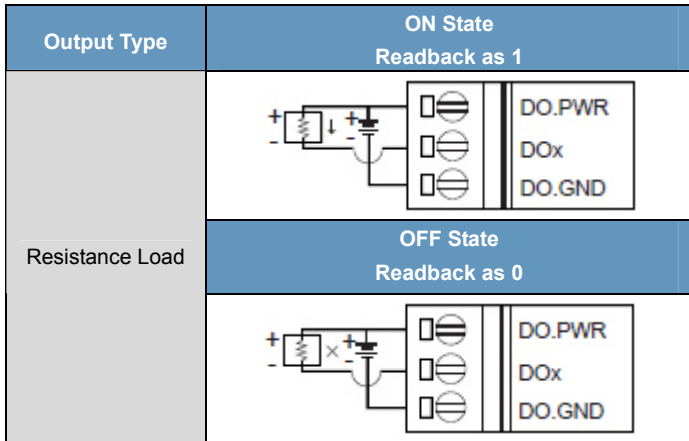 Output Type
ON State
Readback as 1
+
-
↓
+
-
DO.PWR
DOx
DO.GND
Resistance Load
OFF State
Readback as 0
+
-
×
+
-
DO.PWR
DOx
DO.GND